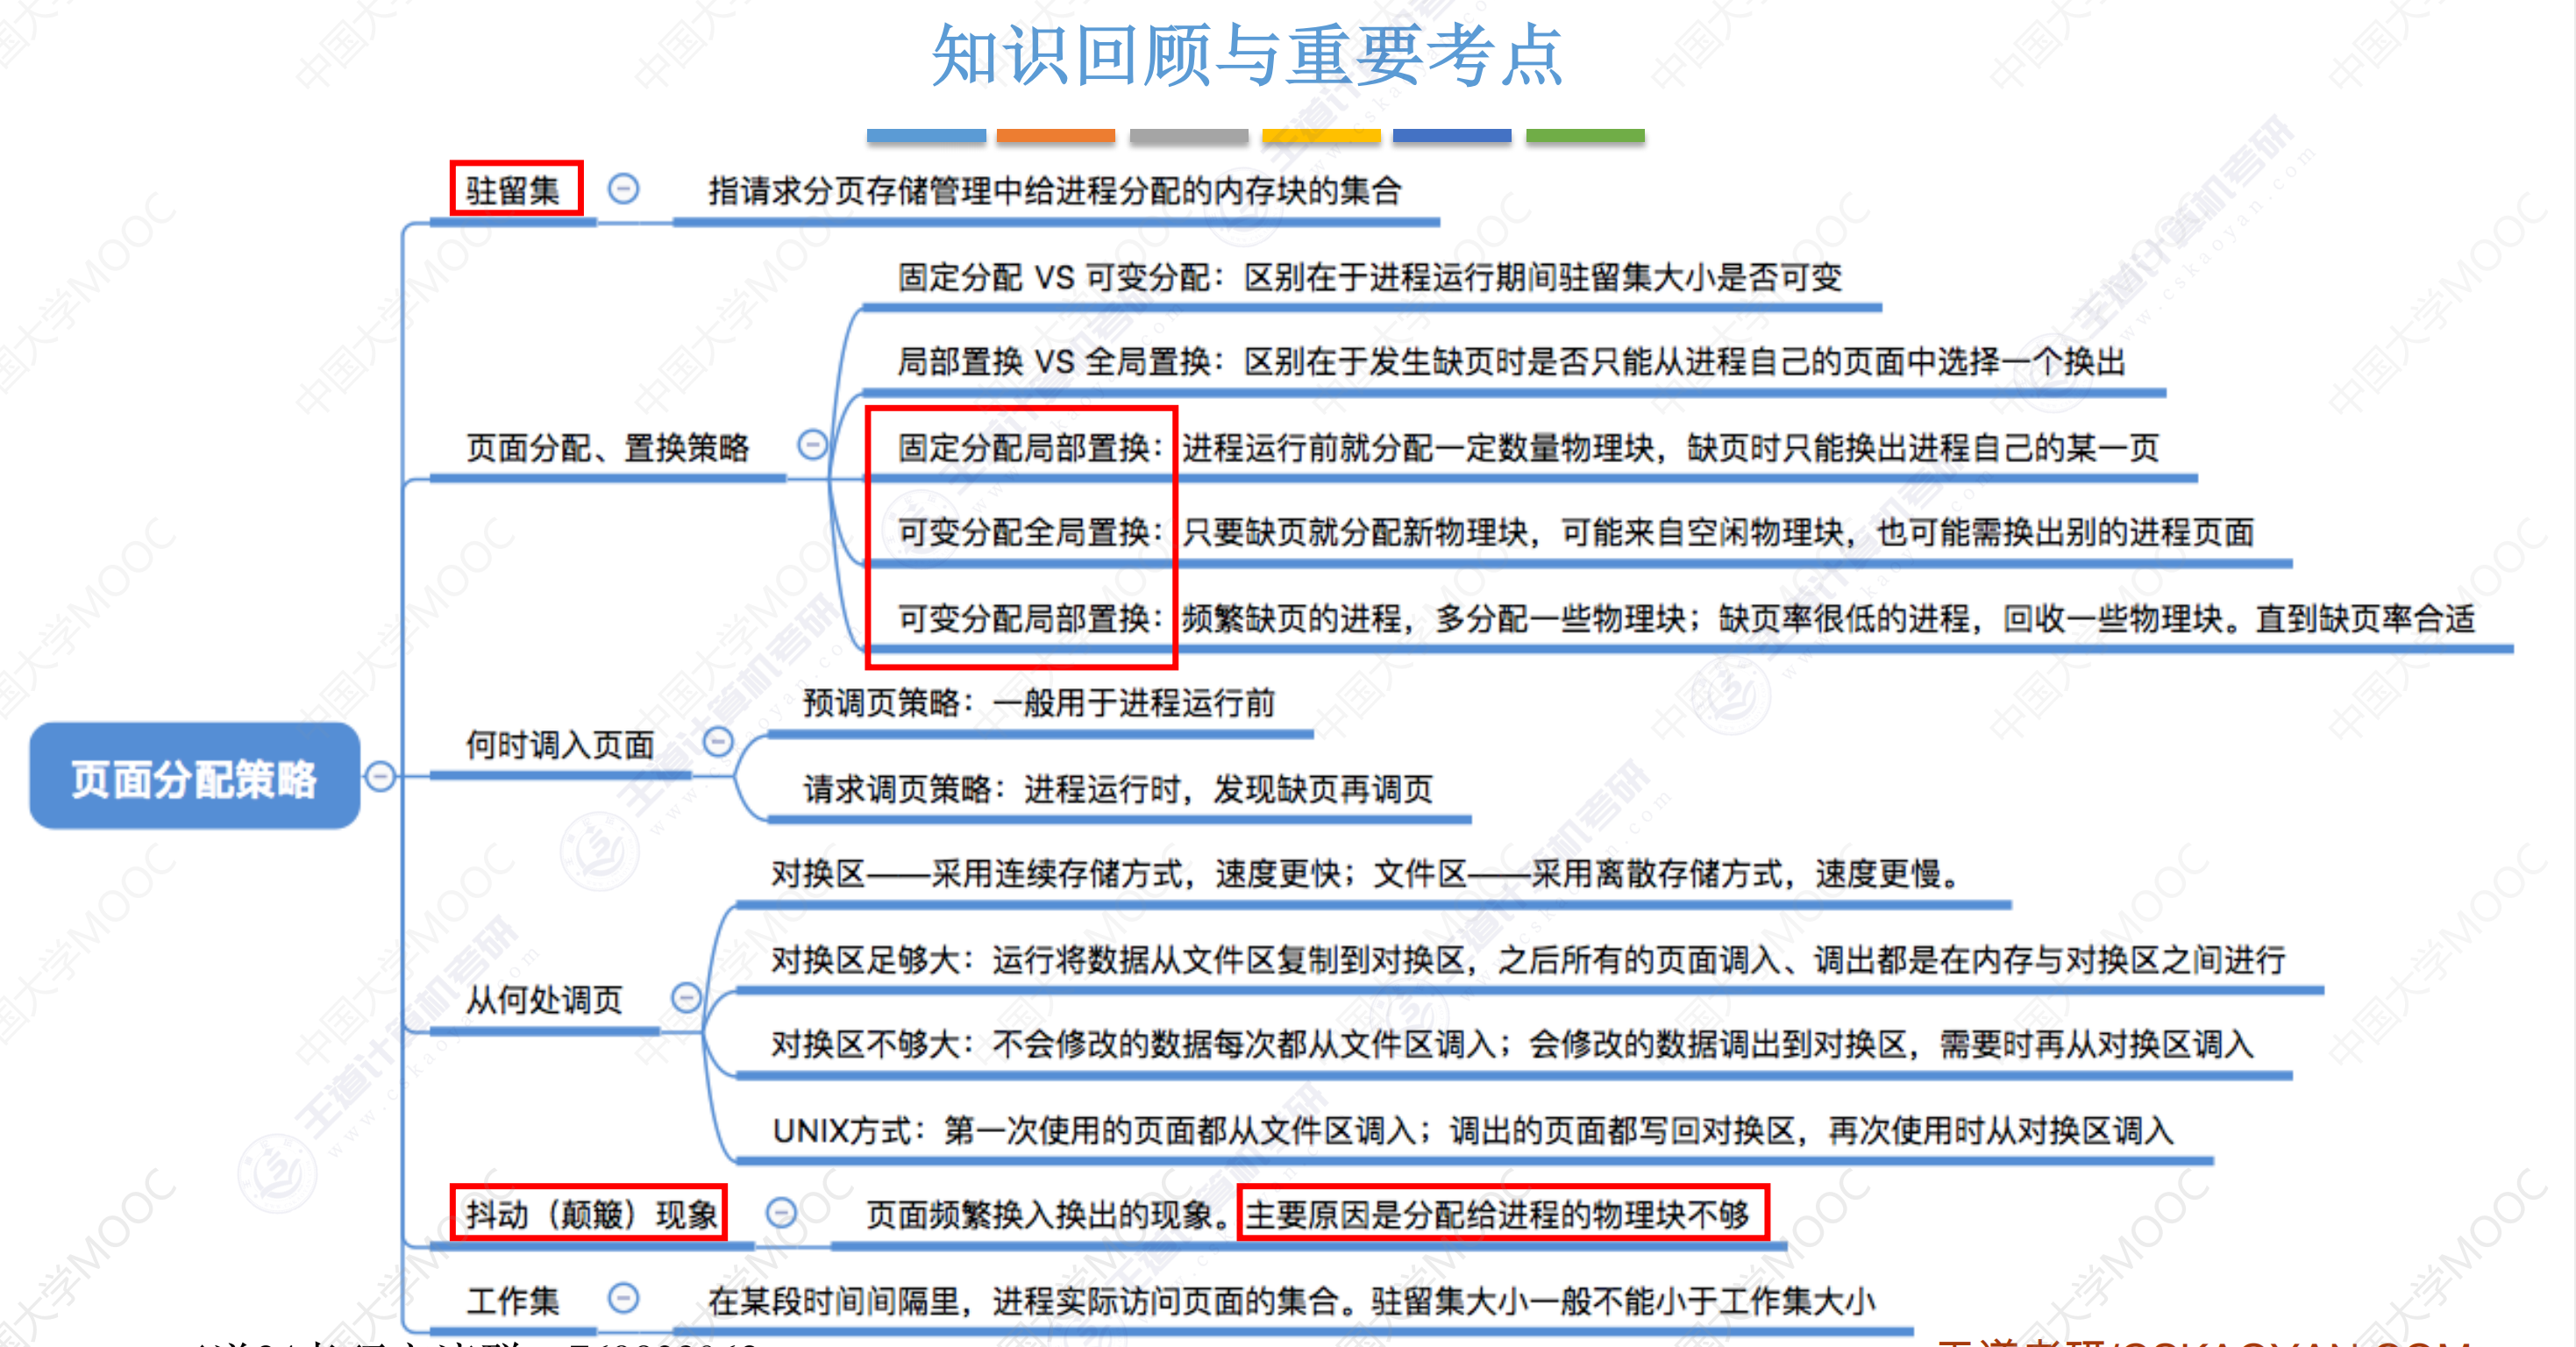 知识回顾与重要考点
驻留集
指请求分页存储管理中给进程分配的内存块的集合
固定分配 VS 可变分配：区别在于进程运行期间驻留集大小是否可变
局部置换 VS 全局置换：区别在于发生缺页时是否只能从进程自己的页面中选择一个换出
页面分配、置换策略
固定分配局部置换：进程运行前就分配一定数量物理块，缺页时只能换出进程自己的某一页
可变分配全局置换：只要缺页就分配新物理块，可能来自空闲物理块，也可能需换出别的进程页面
可变分配局部置换：频繁缺页的进程，多分配一些物理块；缺页率很低的进程，回收一些物理块。直到缺页率合适
预调页策略：一般用于进程运行前
何时调入页面
请求调页策略：进程运行时，发现缺页再调页
页面分配策略
对换区——采用连续存储方式，速度更快；文件区——采用离散存储方式，速度更慢。
对换区足够大：运行将数据从文件区复制到对换区，之后所有的页面调入、调出都是在内存与对换区之间进行
从何处调页
对换区不够大：不会修改的数据每次都从文件区调入；会修改的数据调出到对换区，需要时再从对换区调入
UNIX方式：第一次使用的页面都从文件区调入；调出的页面都写回对换区，再次使用时从对换区调入
抖动（颠簸）现象
页面频繁换入换出的现象。主要原因是分配给进程的物理块不够
工作集
在某段时间间隔里，进程实际访问页面的集合。驻留集大小一般不能小于工作集大小
王道考研/CSKAOYAN.COM